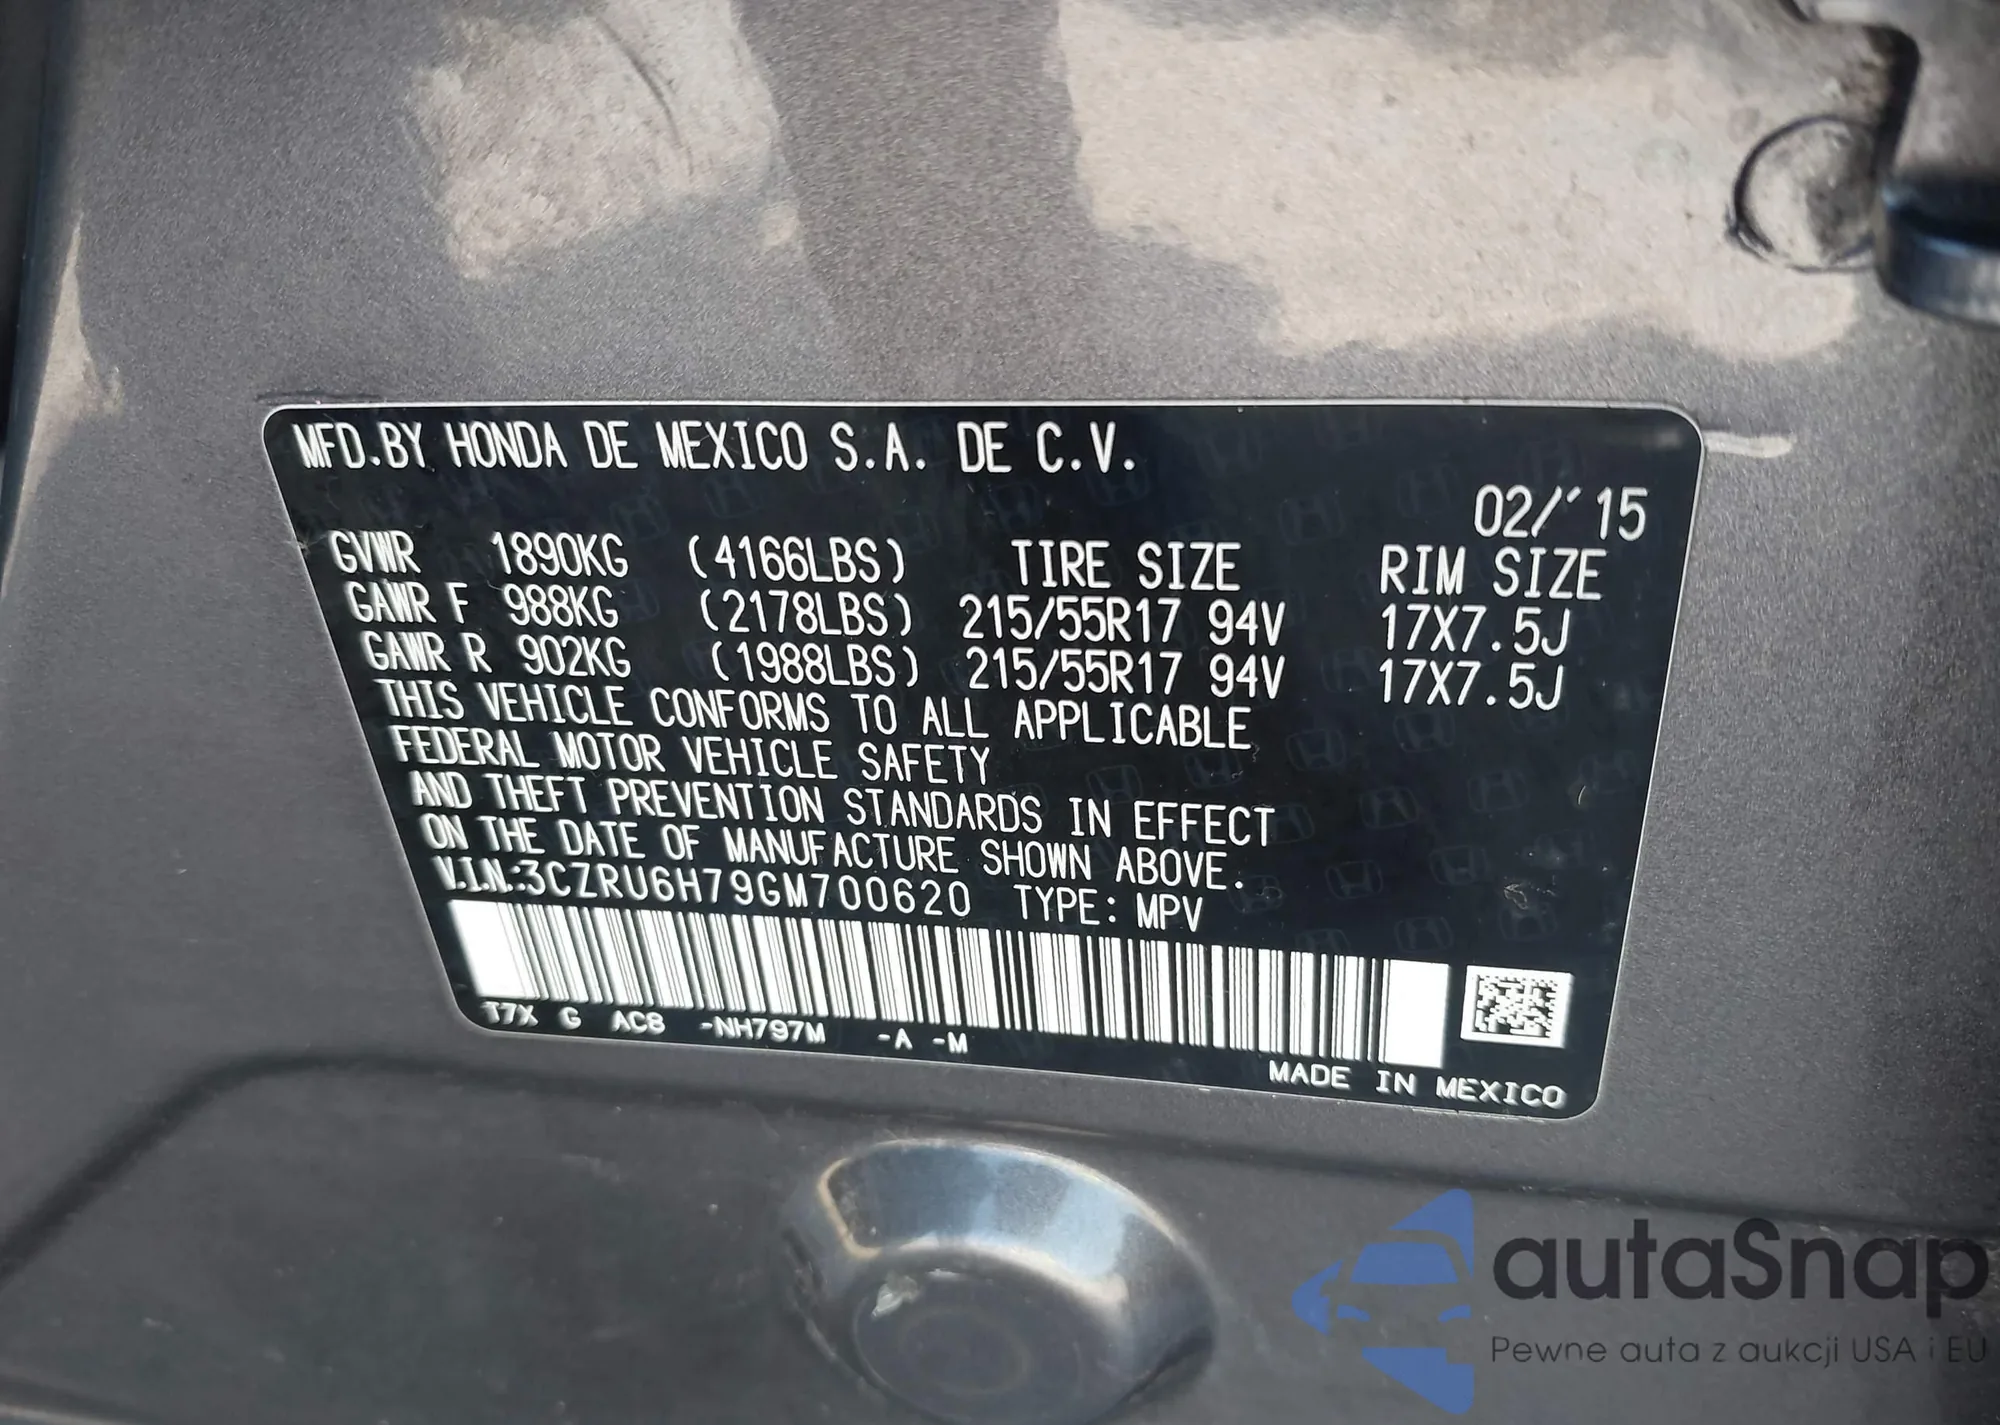 MFD.BY HONDA DE MEXICO S.A. DE C.V.
02/'15
GVWR 1890KG (4166LBS) TIRE SIZE RIM SIZE
GAWR F 988KG (2178LBS) 215/55R17 94V 17X7.5J
GAWR R 902KG (1988LBS) 215/55R17 94V 17X7.5J
THIS VEHICLE CONFORMS TO ALL APPLICABLE
FEDERAL MOTOR VEHICLE SAFETY
AND THEFT PREVENTION STANDARDS IN EFFECT
ON THE DATE OF MANUFACTURE SHOWN ABOVE.
V.I.N.:3CZRU6H79GM700620 TYPE: MPV
T7X G AC8 -NH797M -A -M
MADE IN MEXICO
autaSnap
Pewne auta z aukcji USA i EU